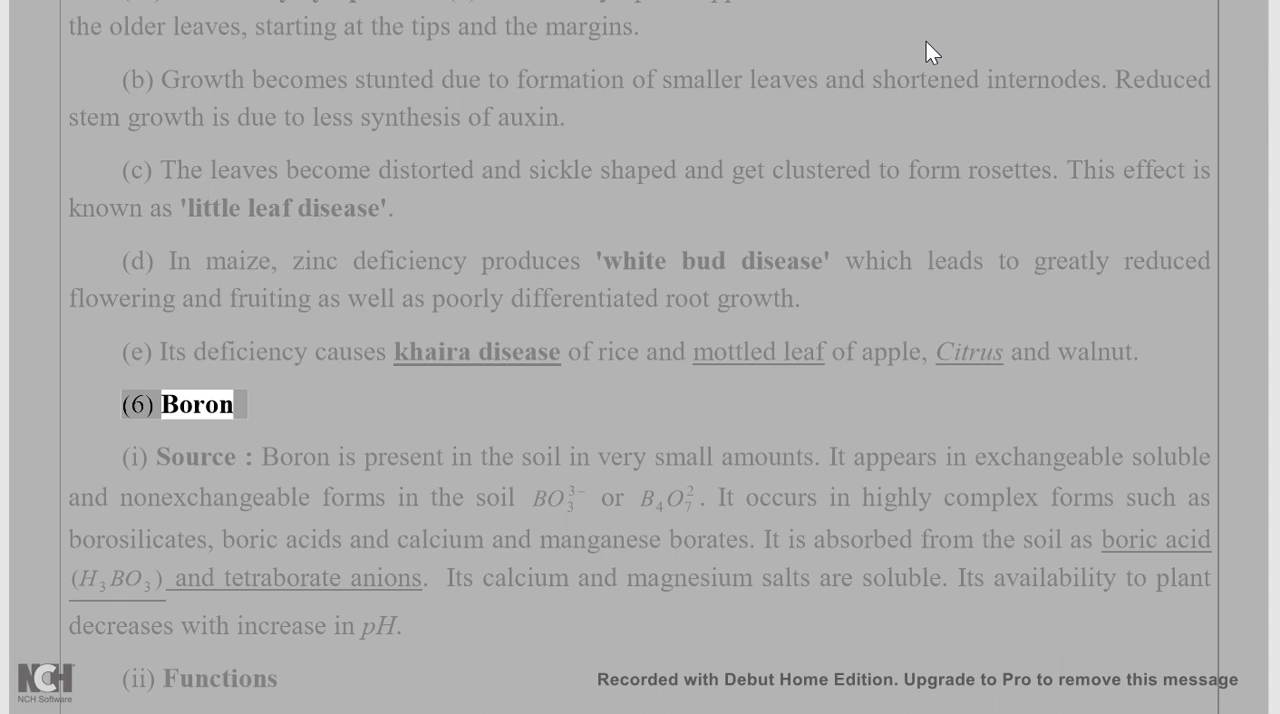 the older leaves, starting at the tips and the margins.
(b) Growth becomes stunted due to formation of smaller leaves and shortened internodes. Reduced
stem growth is due to less synthesis of auxin.
(c) The leaves become distorted and sickle shaped and get clustered to form rosettes. This effect is
known as 'little leaf disease'.
(d) In maize, zinc deficiency produces 'white bud disease' which leads to greatly reduced
flowering and fruiting as well as poorly differentiated root growth.
(e) Its deficiency causes khaira disease of rice and mottled leaf of apple, Citrus and walnut.
(6) Boron
(i) Source : Boron is present in the soil in very small amounts. It appears in exchangeable soluble
and nonexchangeable forms in the soil BO₃³⁻ or B₄O₇². It occurs in highly complex forms such as
borosilicates, boric acids and calcium and manganese borates. It is absorbed from the soil as boric acid
(H₃BO₃) and tetraborate anions. Its calcium and magnesium salts are soluble. Its availability to plant
decreases with increase in pH.
(ii) Functions
NCH
NCH Software
Recorded with Debut Home Edition. Upgrade to Pro to remove this message